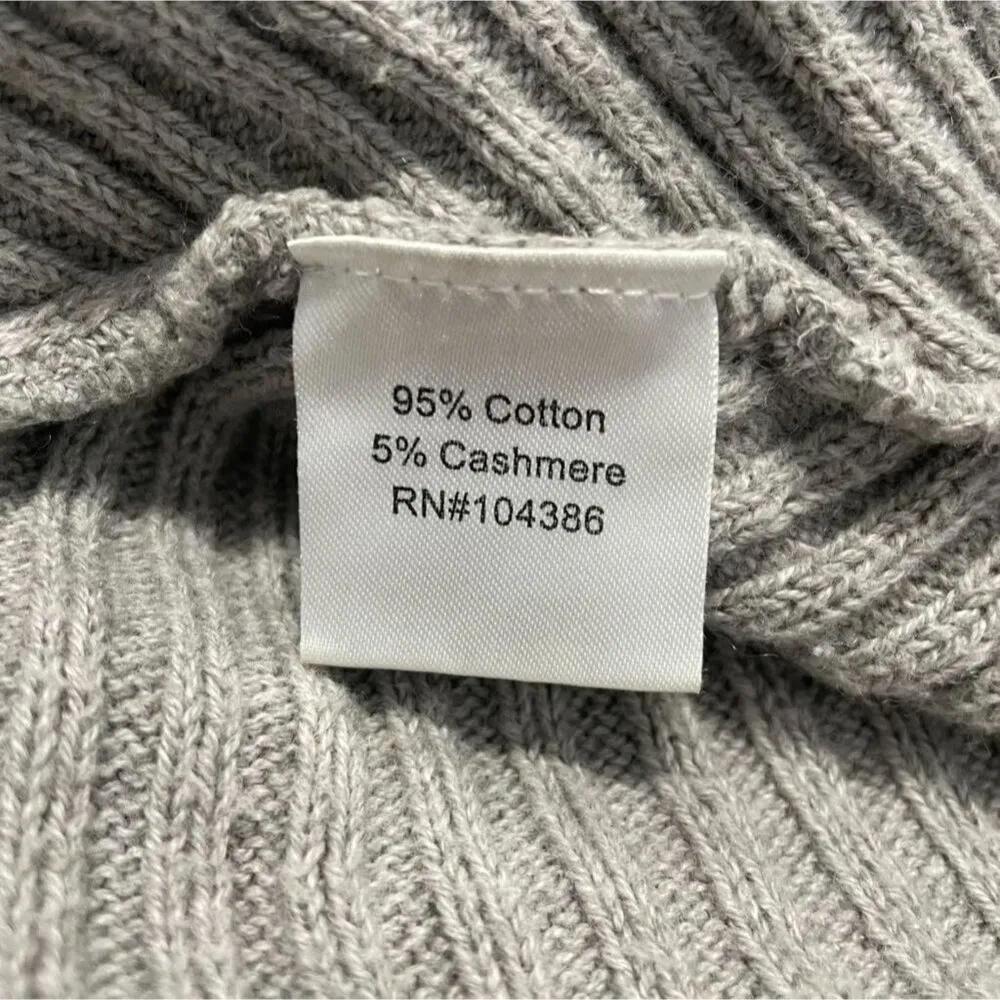 95% Cotton
5% Cashmere
RN#104386